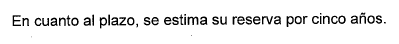 En cuanto al plazo, se estima su reserva por cinco años.